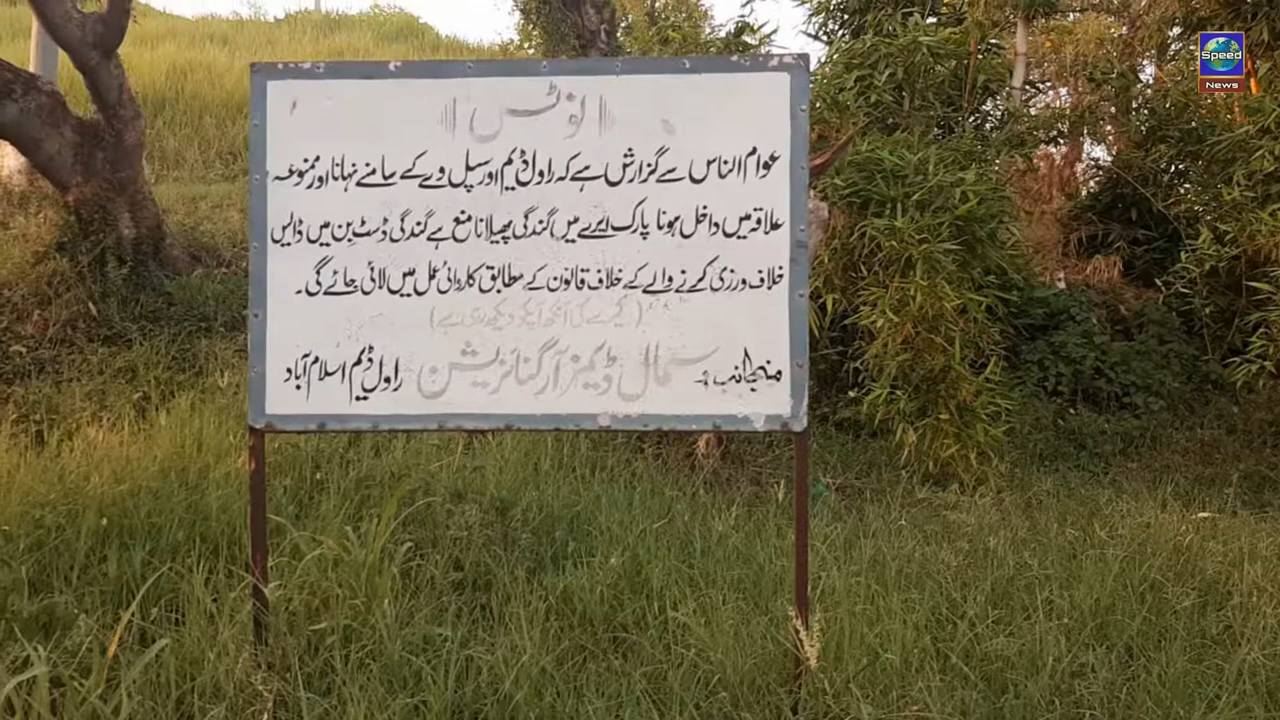 نوٹس
عوام الناس سے گزارش ہے کہ راول ڈیم اور سپل وے کے سامنے نہانا اور ممنوعہ
علاقہ میں داخل ہونا پارک ایریے میں گندگی پھیلانا منع ہے گندگی ڈسٹ بن میں ڈالیں
خلاف ورزی کرنے والے کے خلاف قانون کے مطابق کاروائی عمل میں لائی جائے گی۔
(کیمرے کی آنکھ آپکو دیکھ رہی ہے)
منجانب سمال ڈیمز آرگنائزیشن راول ڈیم اسلام آباد
Speed
News